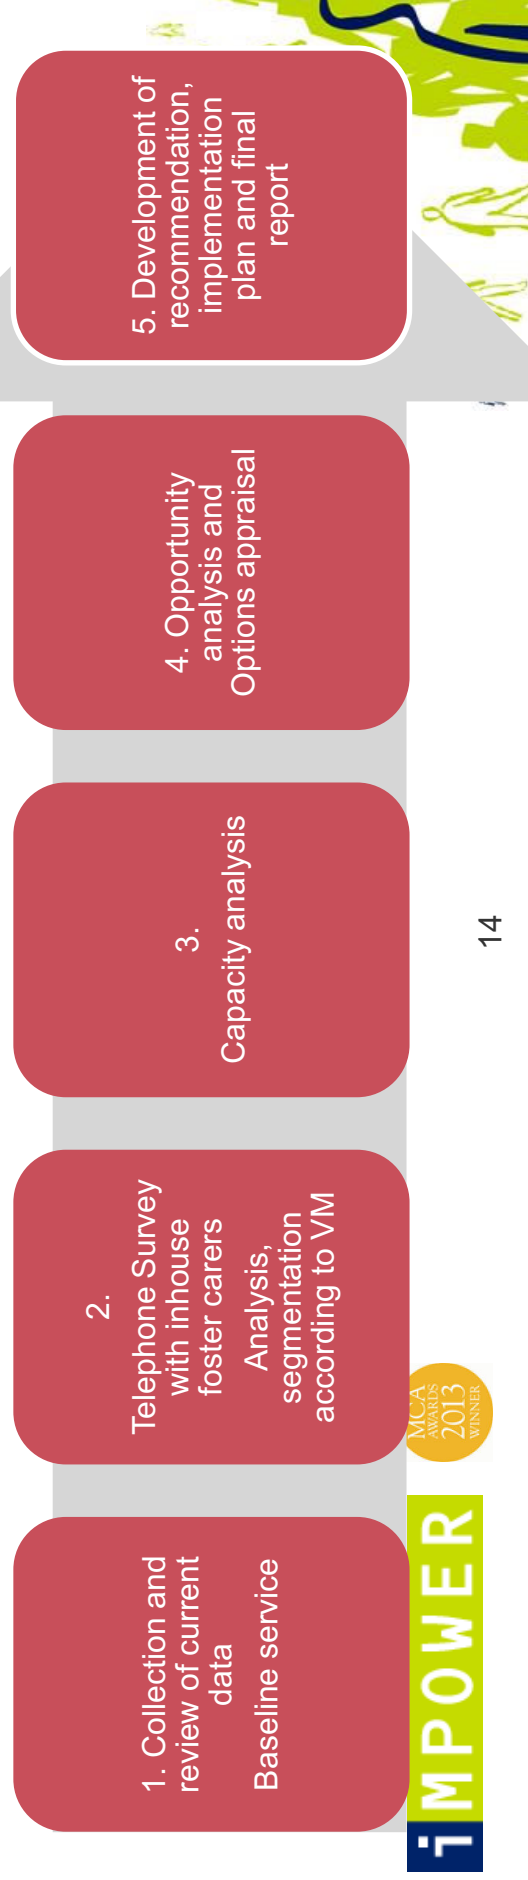 1. Collection and
review of current
data
Baseline service
2.
Telephone Survey
with inhouse
foster carers
Analysis,
segmentation
according to VM
3.
Capacity analysis
4. Opportunity
analysis and
Options appraisal
5. Development of
recommendation,
implementation
plan and final
report
iMPOWER
MCA
AWARDS
2013
WINNER
14